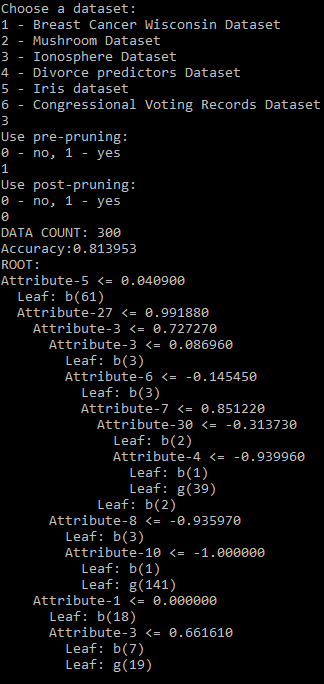 Choose a dataset:
1 - Breast Cancer Wisconsin Dataset
2 - Mushroom Dataset
3 - Ionosphere Dataset
4 - Divorce predictors Dataset
5 - Iris dataset
6 - Congressional Voting Records Dataset
3
Use pre-pruning:
0 - no, 1 - yes
1
Use post-pruning:
0 - no, 1 - yes
0
DATA COUNT: 300
Accuracy:0.813953
ROOT:
Attribute-5 <= 0.040900
  Leaf: b(61)
  Attribute-27 <= 0.991880
    Attribute-3 <= 0.727270
      Attribute-3 <= 0.086960
        Leaf: b(3)
        Attribute-6 <= -0.145450
          Leaf: b(3)
          Attribute-7 <= 0.851220
            Attribute-30 <= -0.313730
              Leaf: b(2)
              Attribute-4 <= -0.939960
                Leaf: b(1)
                Leaf: g(39)
            Leaf: b(2)
      Attribute-8 <= -0.935970
        Leaf: b(3)
        Attribute-10 <= -1.000000
          Leaf: b(1)
          Leaf: g(141)
    Attribute-1 <= 0.000000
      Leaf: b(18)
      Attribute-3 <= 0.661610
        Leaf: b(7)
        Leaf: g(19)